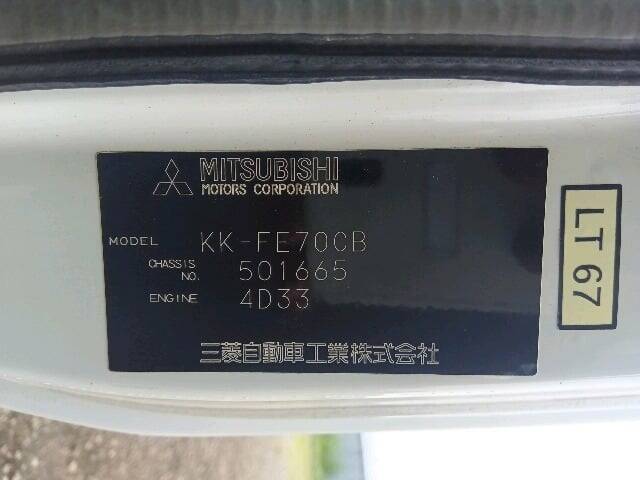 MITSUBISHI
MOTORS CORPORATION
MODEL KK-FE70CB
CHASSIS NO. 501665
ENGINE 4D33
三菱自動車工業株式会社
LT 67